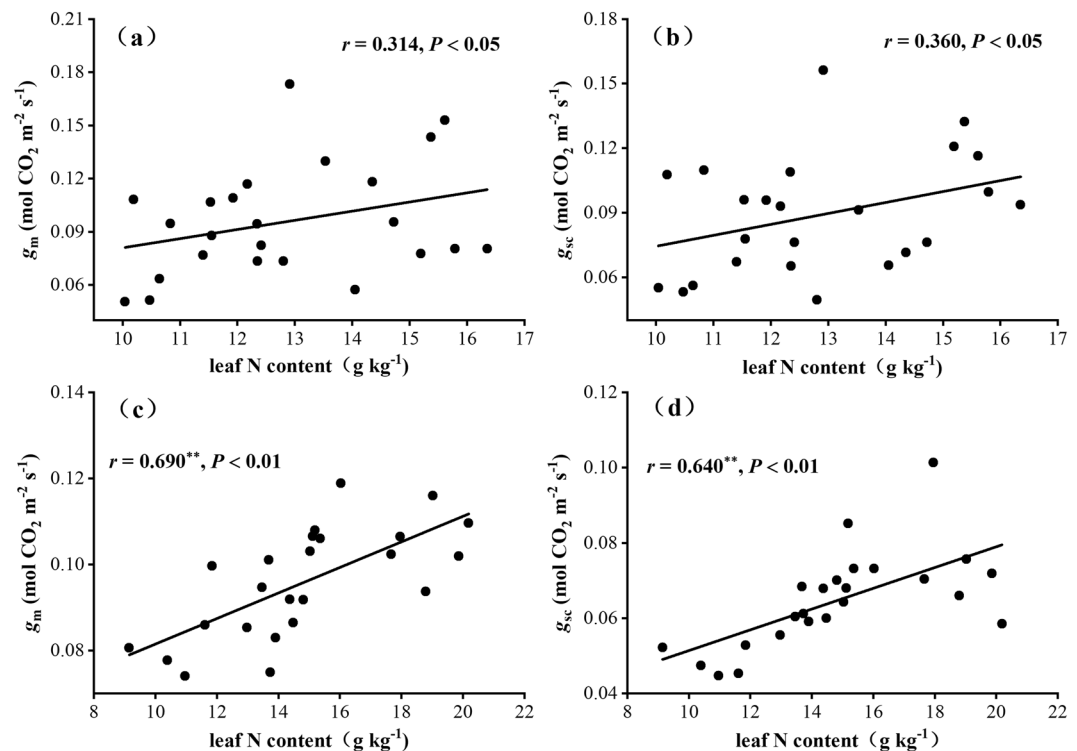 (a)
r = 0.314, P < 0.05
0.21
0.18
0.15
0.12
0.09
0.06
gm (mol CO2 m-2 s-1)
10 11 12 13 14 15 16 17
leaf N content（g kg-1)
(b)
r = 0.360, P < 0.05
0.18
0.15
0.12
0.09
0.06
gsc (mol CO2 m-2 s-1)
10 11 12 13 14 15 16 17
leaf N content（g kg-1)
（c）
r = 0.690**, P < 0.01
0.14
0.12
0.10
0.08
gm (mol CO2 m-2 s-1)
8 10 12 14 16 18 20 22
leaf N content（g kg-1)
（d）
r = 0.640**, P < 0.01
0.12
0.10
0.08
0.06
0.04
gsc (mol CO2 m-2 s-1)
8 10 12 14 16 18 20 22
leaf N content（g kg-1)